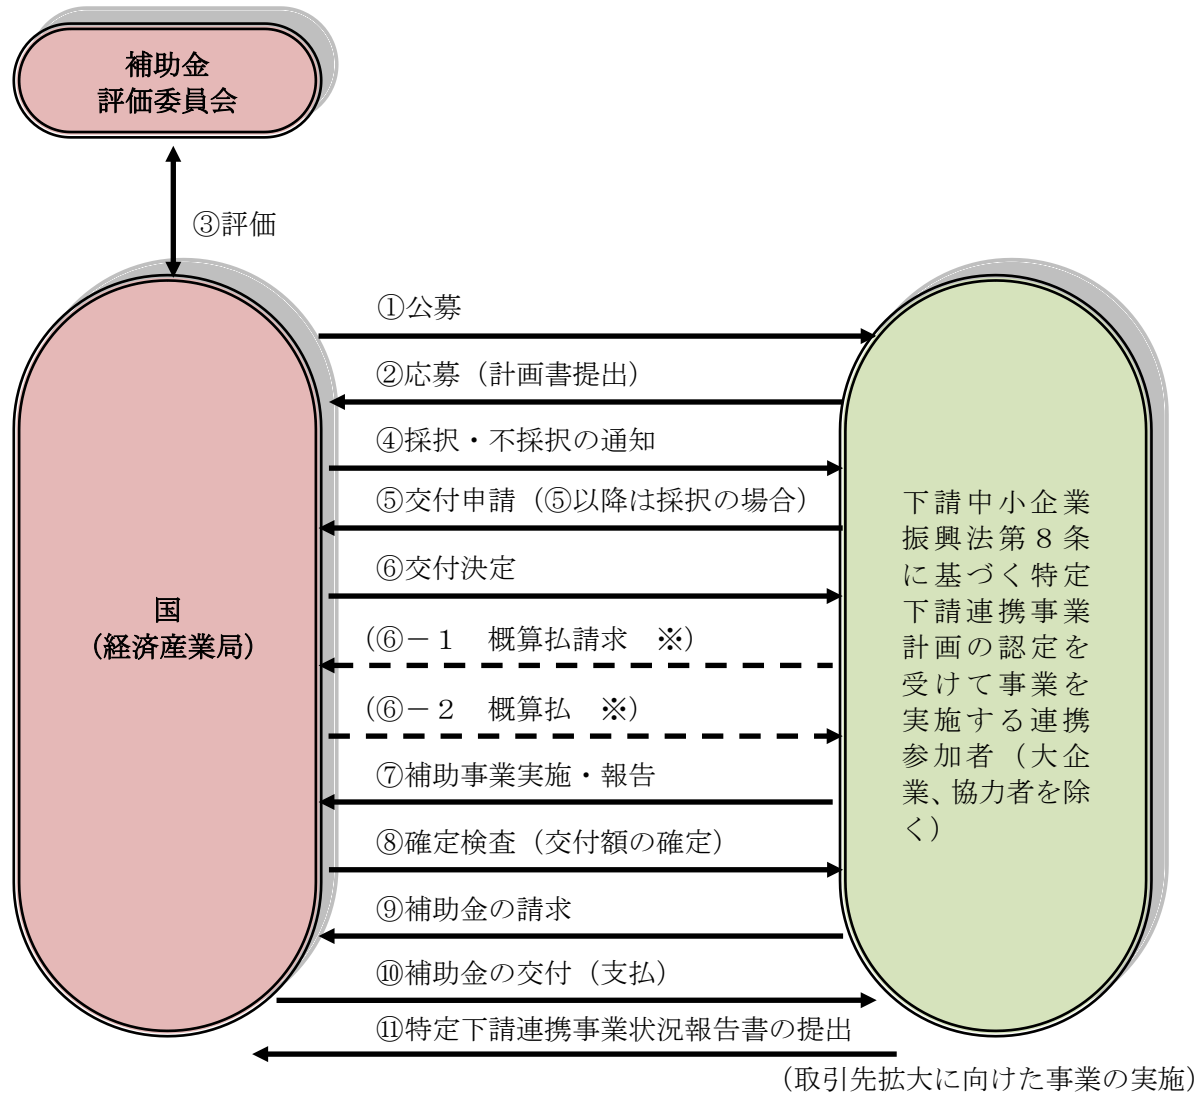 補助金
評価委員会
③評価
①公募
②応募（計画書提出）
④採択・不採択の通知
⑤交付申請（⑤以降は採択の場合）
⑥交付決定
（⑥－１　概算払請求　※）
（⑥－２　概算払　※）
⑦補助事業実施・報告
⑧確定検査（交付額の確定）
⑨補助金の請求
⑩補助金の交付（支払）
⑪特定下請連携事業状況報告書の提出
（取引先拡大に向けた事業の実施）
国
（経済産業局）
下請中小企業
振興法第８条
に基づく特定
下請連携事業
計画の認定を
受けて事業を
実施する連携
参加者（大企
業、協力者を除
く）